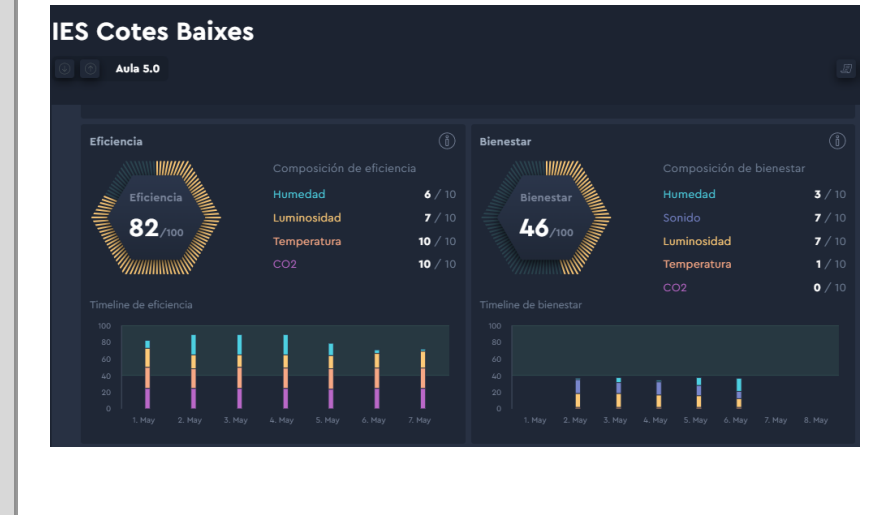 IES Cotes Baixes
Aula 5.0
Eficiencia
Eficiencia
82/100
Composición de eficiencia
Humedad 6 / 10
Luminosidad 7 / 10
Temperatura 10 / 10
CO2 10 / 10
Timeline de eficiencia
100
80
60
40
20
0
1. May 2. May 3. May 4. May 5. May 6. May 7. May
Bienestar
Bienestar
46/100
Composición de bienestar
Humedad 3 / 10
Sonido 7 / 10
Luminosidad 7 / 10
Temperatura 1 / 10
CO2 0 / 10
Timeline de bienestar
100
80
60
40
20
0
1. May 2. May 3. May 4. May 5. May 6. May 7. May 8. May